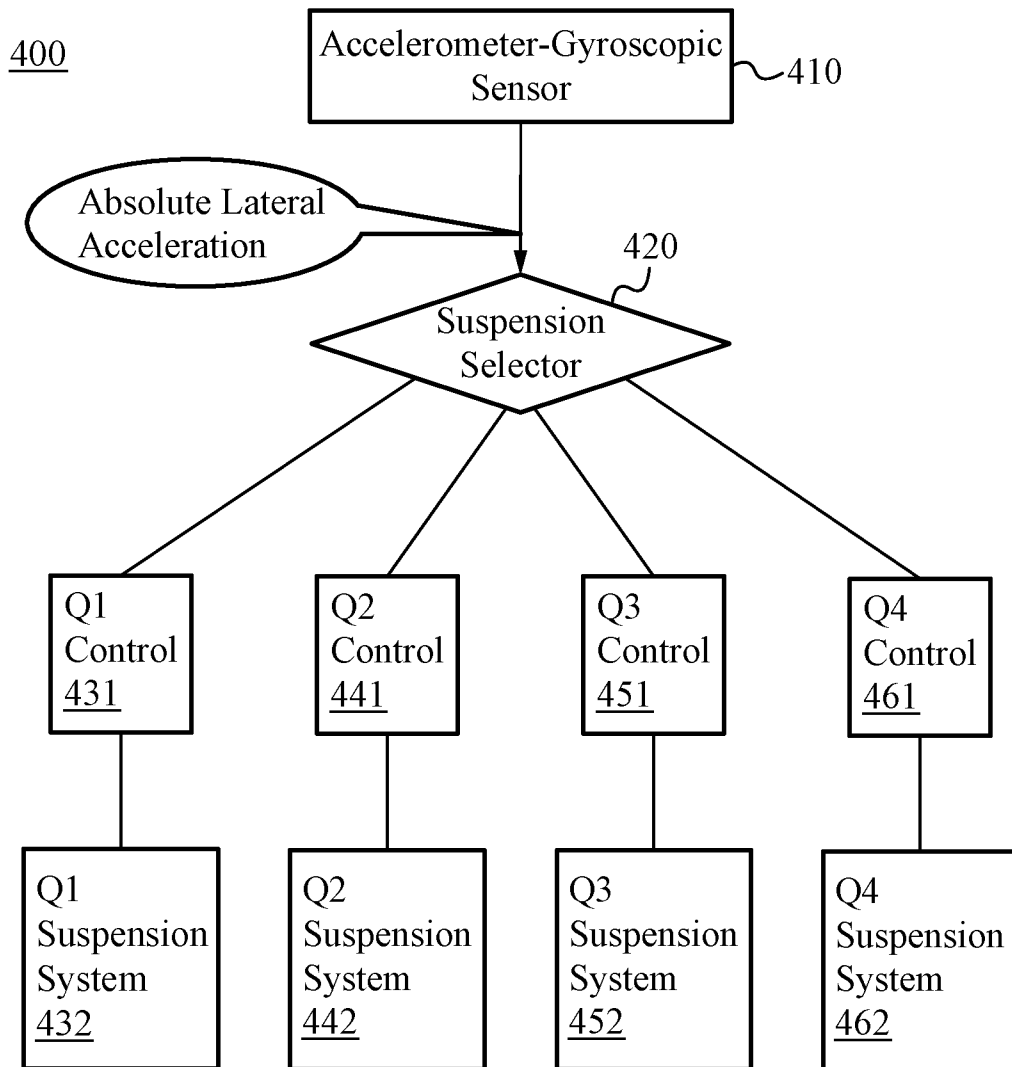 400
Accelerometer-Gyroscopic
Sensor
410
Absolute Lateral
Acceleration
420
Suspension
Selector
Q1
Control
431
Q2
Control
441
Q3
Control
451
Q4
Control
461
Q1
Suspension
System
432
Q2
Suspension
System
442
Q3
Suspension
System
452
Q4
Suspension
System
462